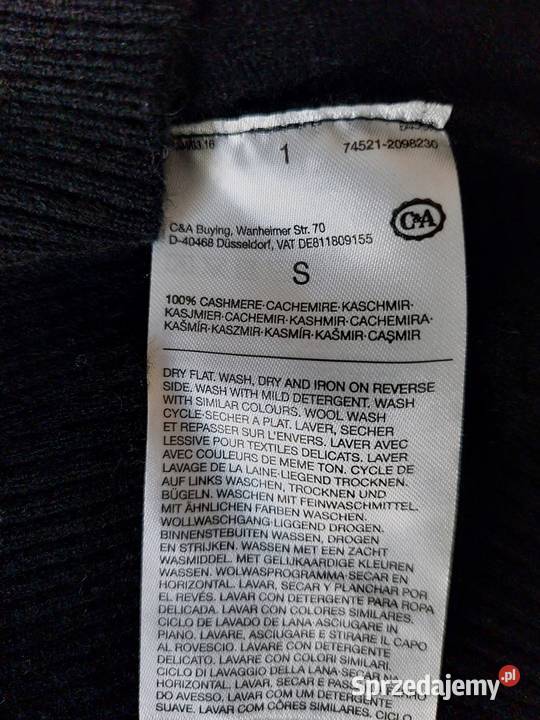 1
74521-2098230
C&A Buying, Wanheimer Str. 70
D-40468 Düsseldorf, VAT DE811809155
C&A
S
100% CASHMERE·CACHEMIRE·KASCHMIR·
KASJMIER·CACHEMIR·KASHMIR·CACHEMIRA·
KAŠMÍR·KASZMIR·KASMÍR·KAŠMIR·CAŞMIR
DRY FLAT. WASH, DRY AND IRON ON REVERSE
SIDE. WASH WITH MILD DETERGENT. WASH
WITH SIMILAR COLOURS. WOOL WASH
CYCLE·SECHER A PLAT. LAVER, SECHER
ET REPASSER SUR L'ENVERS. LAVER AVEC
LESSIVE POUR TEXTILES DELICATS. LAVER
AVEC COULEURS DE MEME TON. CYCLE DE
LAVAGE DE LA LAINE·LIEGEND TROCKNEN.
AUF LINKS WASCHEN, TROCKNEN UND
BÜGELN. WASCHEN MIT FEINWASCHMITTEL.
MIT ÄHNLICHEN FARBEN WASCHEN.
WOLLWASCHGANG·LIGGEND DROGEN.
BINNENSTEBUITEN WASSEN, DROGEN
EN STRIJKEN. WASSEN MET EEN ZACHT
WASMIDDEL. MET GELIJKAARDIGE KLEUREN
WASSEN. WOLWASPROGRAMMA·SECAR EN
HORIZONTAL. LAVAR, SECAR Y PLANCHAR POR
EL REVÉS. LAVAR CON DETERGENTE PARA ROPA
DELICADA. LAVAR CON COLORES SIMILARES.
CICLO DE LAVADO DE LANA·ASCIUGARE IN
PIANO. LAVARE, ASCIUGARE E STIRARE IL CAPO
AL ROVESCIO. LAVARE CON DETERGENTE
DELICATO. LAVARE CON COLORI SIMILARI.
CICLO DI LAVAGGIO DELLA LANA·SECAR NA
HORIZONTAL. LAVAR, SECAR E PASSAR
DO AVESSO. LAVAR COM UM DETERGENTE
SUAVE. LAVAR COM CÔRES SIMILARES. CICLO
Sprzedajemy.pl